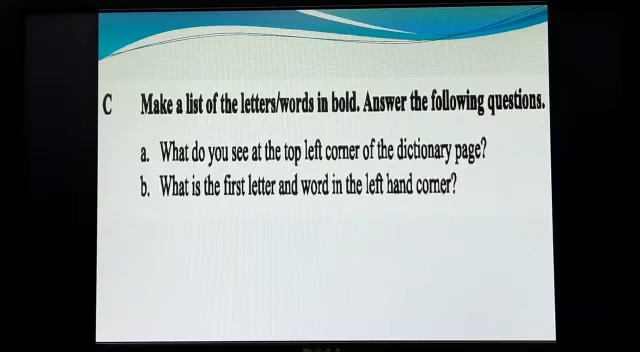 C Make a list of the letters/words in bold. Answer the following questions.
a. What do you see at the top left corner of the dictionary page?
b. What is the first letter and word in the left hand corner?